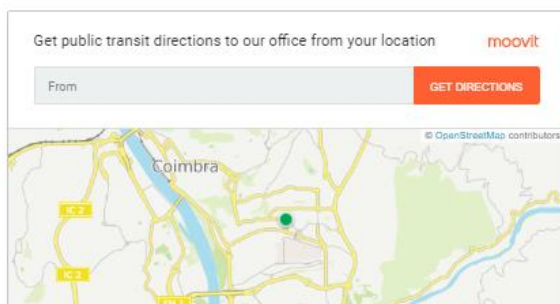 Get public transit directions to our office from your location
moovit
From
GET DIRECTIONS
© OpenStreetMap contributors
Coimbra
IC 2
IC 2